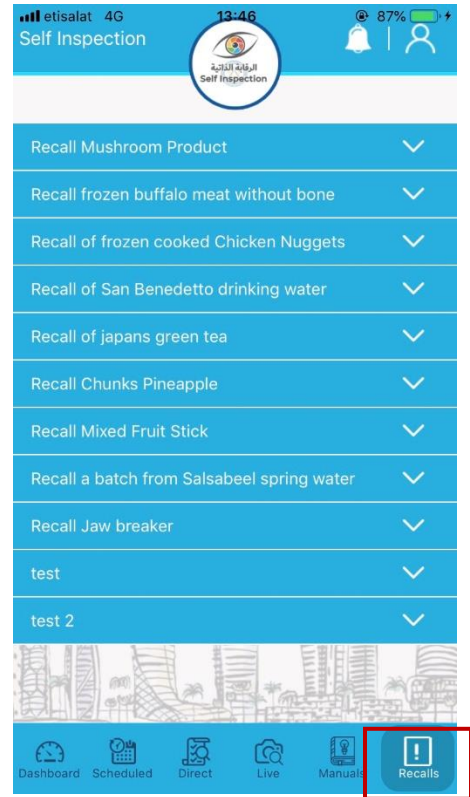 etisalat 4G 13:46 87%
Self Inspection
الرقابة الذاتية
Self Inspection
Recall Mushroom Product
Recall frozen buffalo meat without bone
Recall of frozen cooked Chicken Nuggets
Recall of San Benedetto drinking water
Recall of japans green tea
Recall Chunks Pineapple
Recall Mixed Fruit Stick
Recall a batch from Salsabeel spring water
Recall Jaw breaker
test
test 2
Dashboard Scheduled Direct Live Manuals Recalls